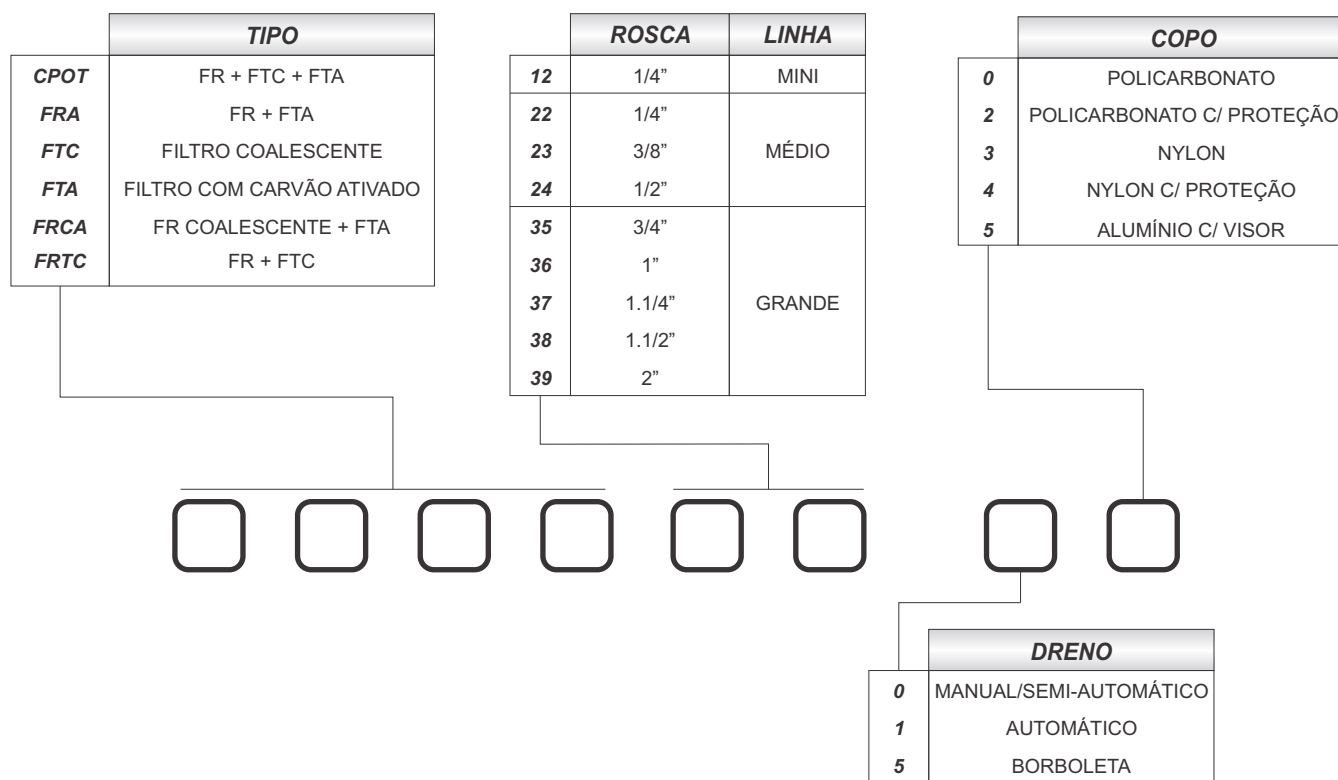 TIPO
CPOT FR + FTC + FTA
FRA FR + FTA
FTC FILTRO COALESCENTE
FTA FILTRO COM CARVÃO ATIVADO
FRCA FR COALESCENTE + FTA
FRTC FR + FTC
ROSCA LINHA
12 1/4” MINI
22 1/4”
23 3/8” MÉDIO
24 1/2”
35 3/4”
36 1”
37 1.1/4” GRANDE
38 1.1/2”
39 2”
COPO
0 POLICARBONATO
2 POLICARBONATO C/ PROTEÇÃO
3 NYLON
4 NYLON C/ PROTEÇÃO
5 ALUMÍNIO C/ VISOR
DRENO
0 MANUAL/SEMI-AUTOMÁTICO
1 AUTOMÁTICO
5 BORBOLETA